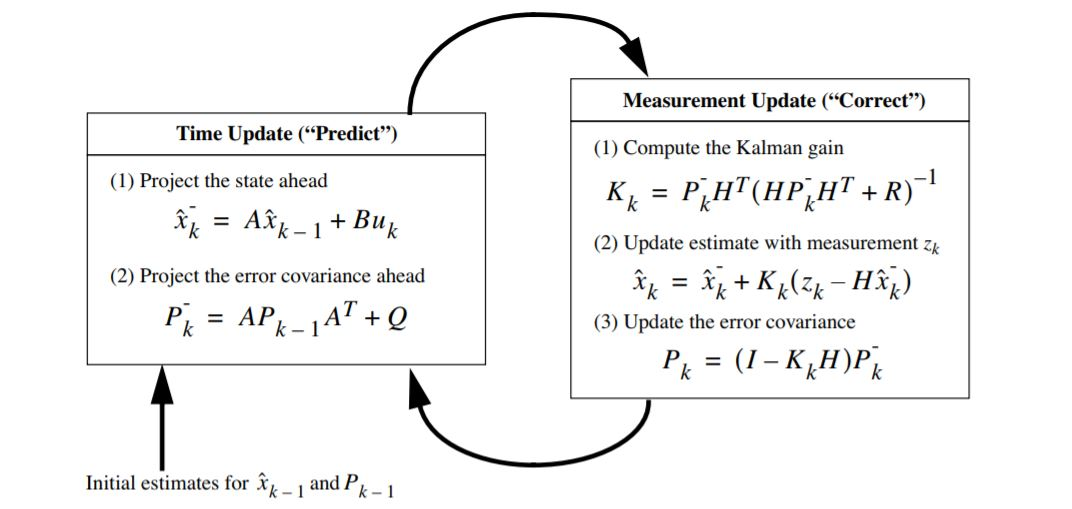 Time Update (“Predict”)
(1) Project the state ahead
x̂ₖ⁻ = Ax̂ₖ₋₁ + Buₖ
(2) Project the error covariance ahead
Pₖ⁻ = APₖ₋₁Aᵀ + Q
Initial estimates for x̂ₖ₋₁ and Pₖ₋₁
Measurement Update (“Correct”)
(1) Compute the Kalman gain
Kₖ = Pₖ⁻Hᵀ(HPₖ⁻Hᵀ + R)⁻¹
(2) Update estimate with measurement zₖ
x̂ₖ = x̂ₖ⁻ + Kₖ(zₖ – Hx̂ₖ⁻)
(3) Update the error covariance
Pₖ = (I – KₖH)Pₖ⁻